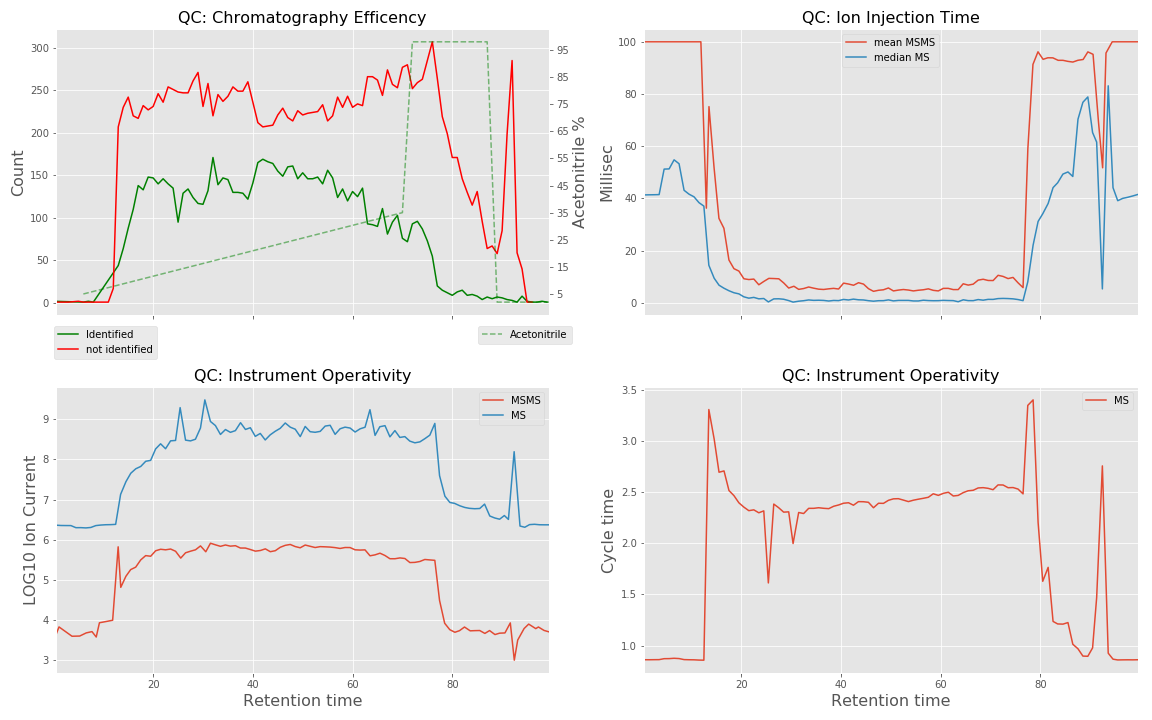 QC: Chromatography Efficency
300
250
200
150
100
50
0
Count
95
85
75
65
55
45
35
25
15
5
Acetonitrile %
Identified
not identified
Acetonitrile
QC: Ion Injection Time
100
80
60
40
20
0
Millisec
mean MSMS
median MS
QC: Instrument Operativity
9
8
7
6
5
4
3
LOG10 Ion Current
MSMS
MS
20
40
60
80
Retention time
QC: Instrument Operativity
3.5
3.0
2.5
2.0
1.5
1.0
Cycle time
MS
20
40
60
80
Retention time